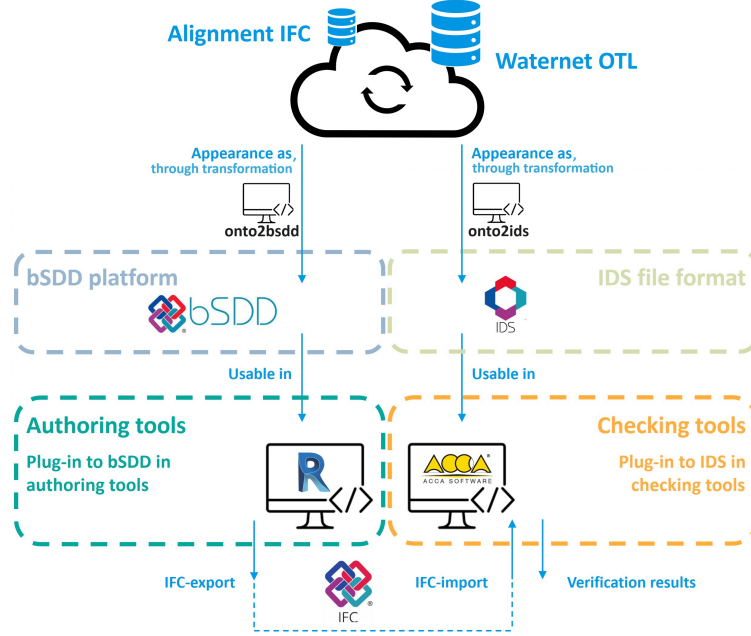 Alignment IFC
Waternet OTL
Appearance as,
through transformation
Appearance as,
through transformation
</>
onto2bsdd
</>
onto2ids
bSDD platform
IDS file format
® bSDD
IDS
Usable in
Usable in
Authoring tools
Checking tools
Plug-in to bSDD in
authoring tools
Plug-in to IDS in
checking tools
R
</>
ACCA
ACCA SOFTWARE
</>
IFC-export
IFC-import
Verification results
®
IFC